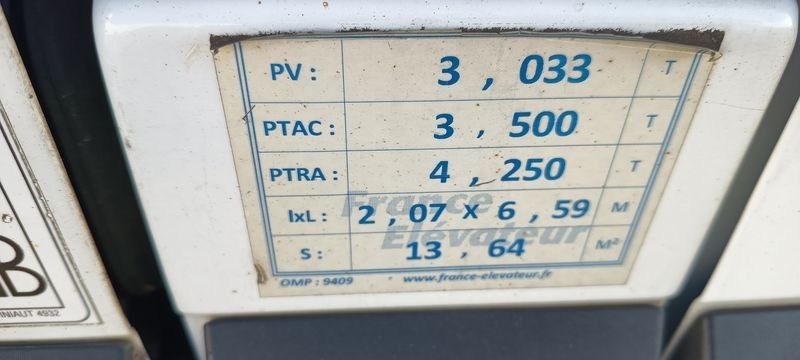 PV : 3 , 033 T
PTAC : 3 , 500 T
PTRA : 4 , 250 T
lxL : 2 , 07 x 6 , 59 M
France
Elévateur
S : 13 , 64 M²
OMP : 9409 www.france-elevateur.fr
4932